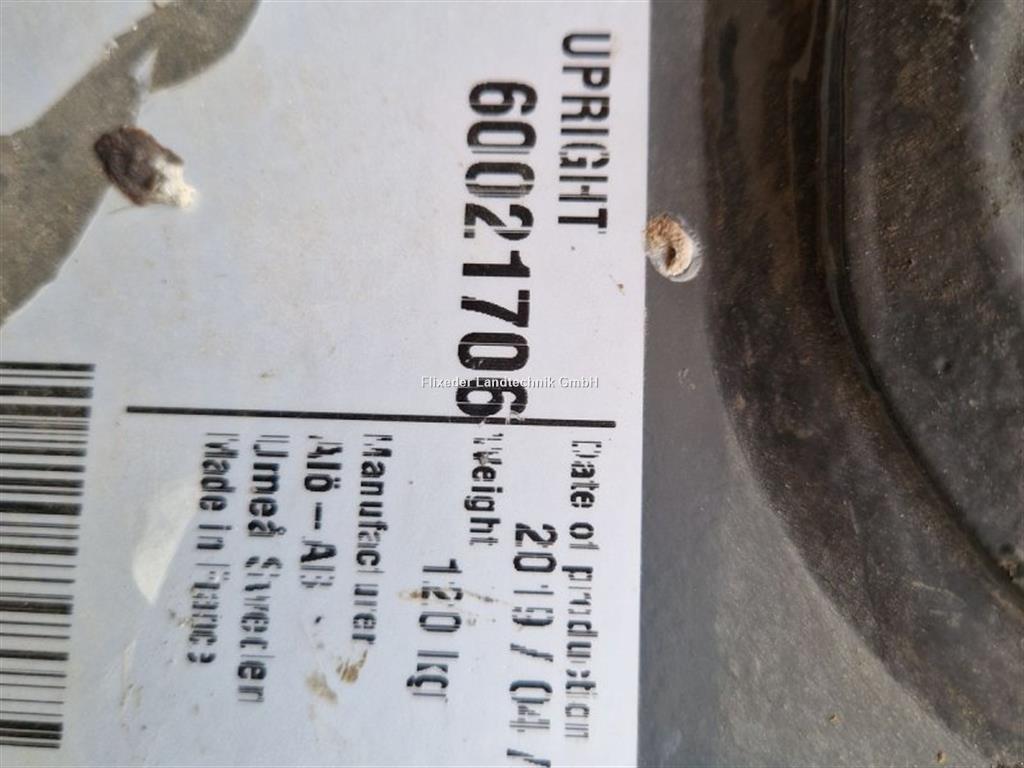 UPRIGHT
60021706
Date of production
2019/04/
Weight
120 kg
Manufacturer
Alö-AB.
Umeå Sweden
Made in France
Flixeder Landtechnik GmbH